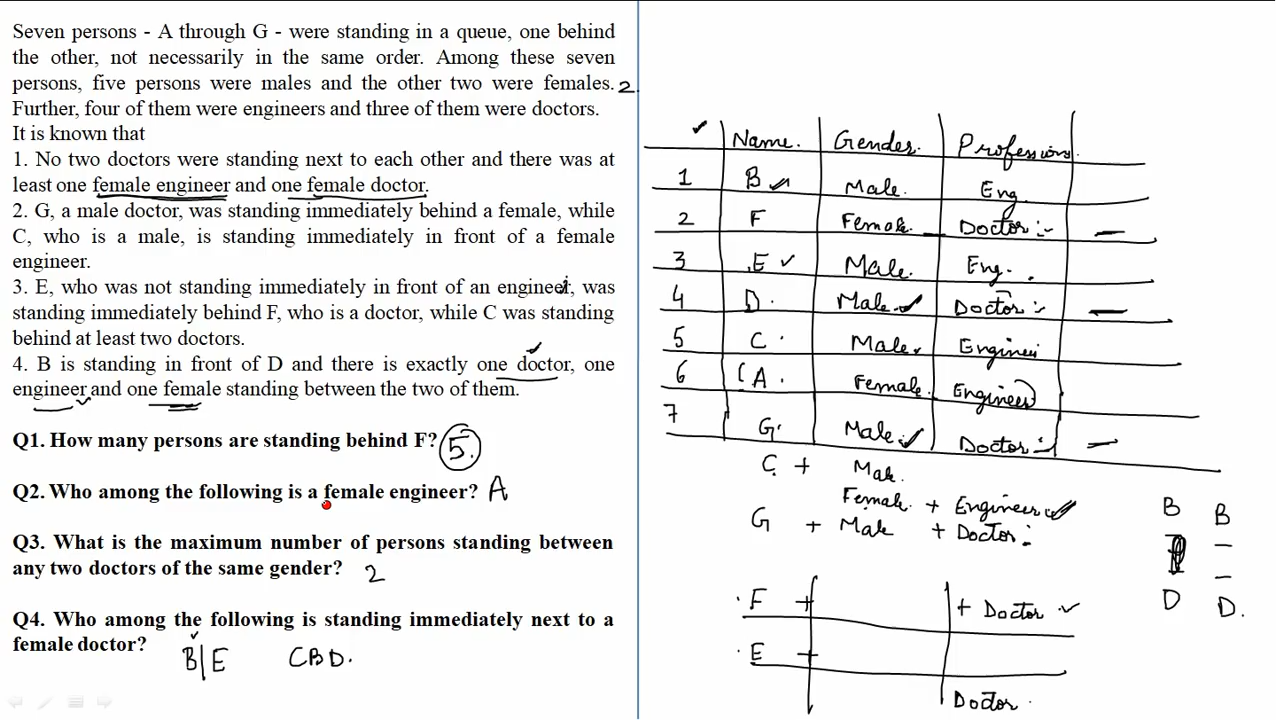 Seven persons - A through G - were standing in a queue, one behind
the other, not necessarily in the same order. Among these seven
persons, five persons were males and the other two were females. 2.
Further, four of them were engineers and three of them were doctors.
It is known that
1. No two doctors were standing next to each other and there was at
least one female engineer and one female doctor.
2. G, a male doctor, was standing immediately behind a female, while
C, who is a male, is standing immediately in front of a female
engineer.
3. E, who was not standing immediately in front of an engineer, was
standing immediately behind F, who is a doctor, while C was standing
behind at least two doctors.
4. B is standing in front of D and there is exactly one doctor, one
engineer and one female standing between the two of them.
Q1. How many persons are standing behind F? 5.
Q2. Who among the following is a female engineer? A
Q3. What is the maximum number of persons standing between
any two doctors of the same gender? 2
Q4. Who among the following is standing immediately next to a
female doctor?
B|E CBD.
Name. Gender. Profession.
1 B Male. Eng.
2 F Female. Doctor :-
3 E Male. Eng.
4 D. Male. Doctor :-
5 C. Male. Engineer
6 (A. Female. Engineer)
7 G. Male. Doctor :-
C + Male.
Female. + Engineer
G + Male + Doctor :
F + + Doctor
E +
Doctor.
B B
D D.